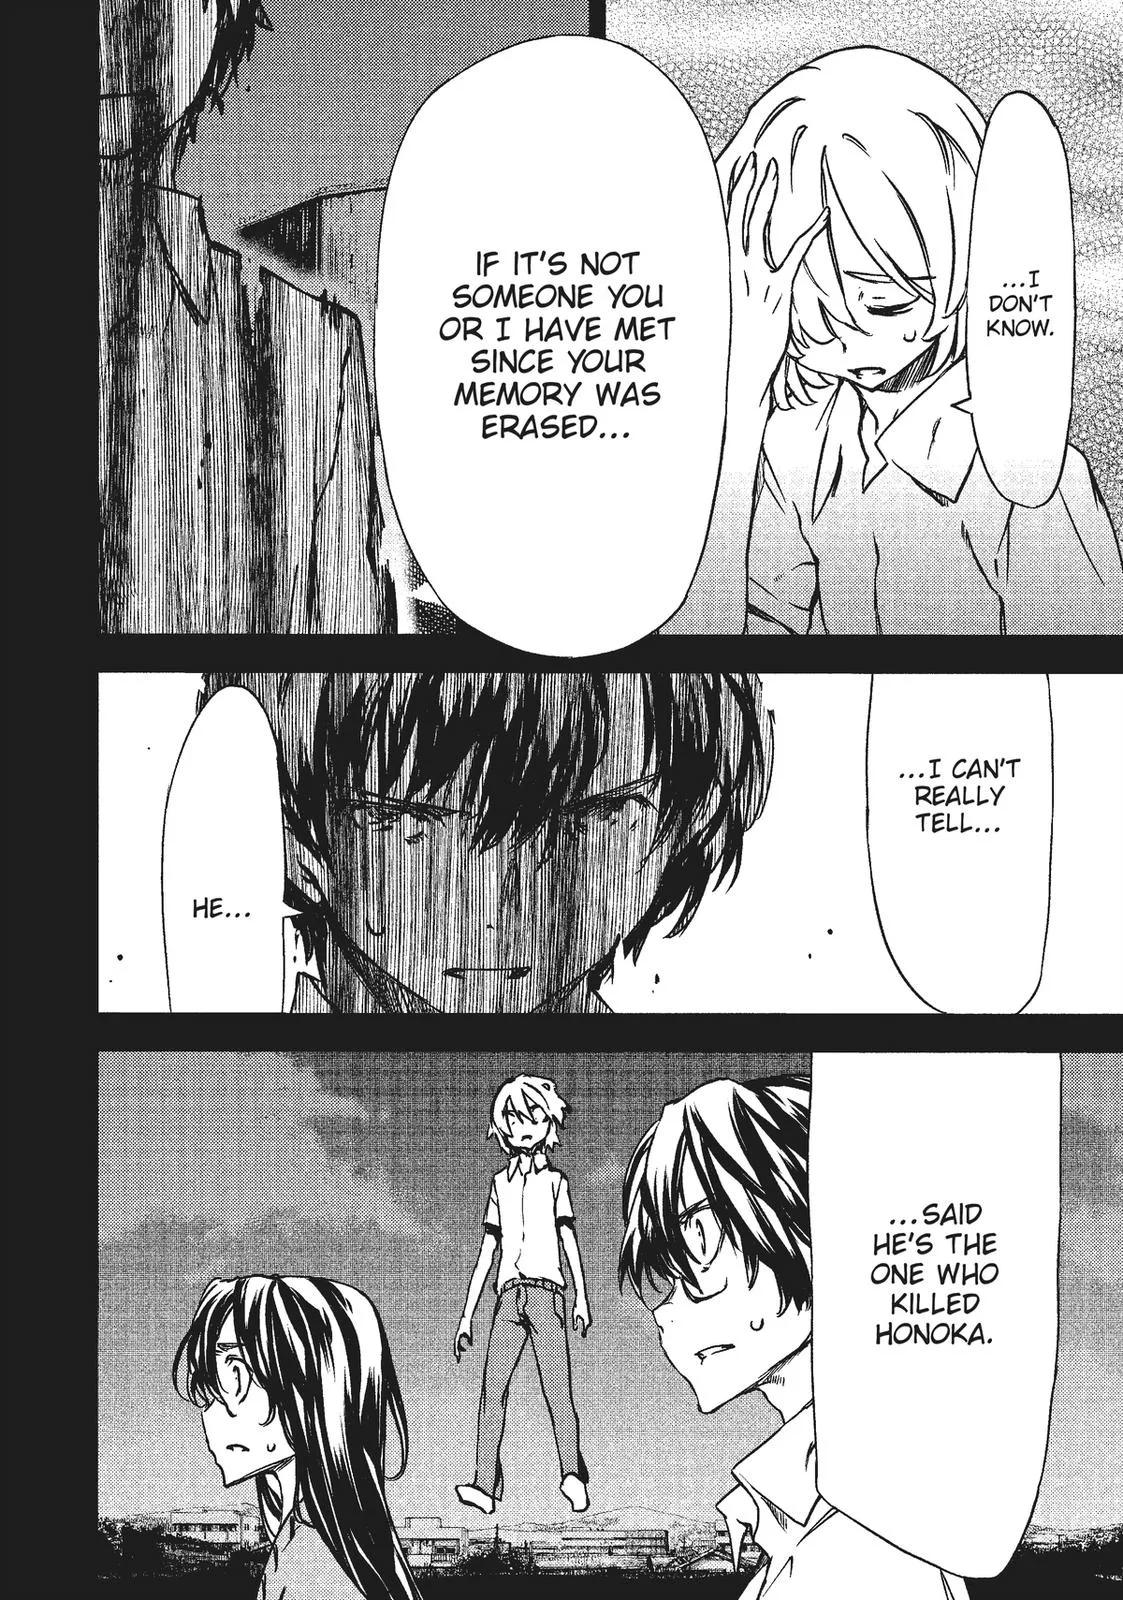 ...I
DON'T
KNOW.
IF IT'S NOT
SOMEONE YOU
OR I HAVE MET
SINCE YOUR
MEMORY WAS
ERASED...
...I CAN'T
REALLY
TELL...
HE...
...SAID
HE'S THE
ONE WHO
KILLED
HONOKA.